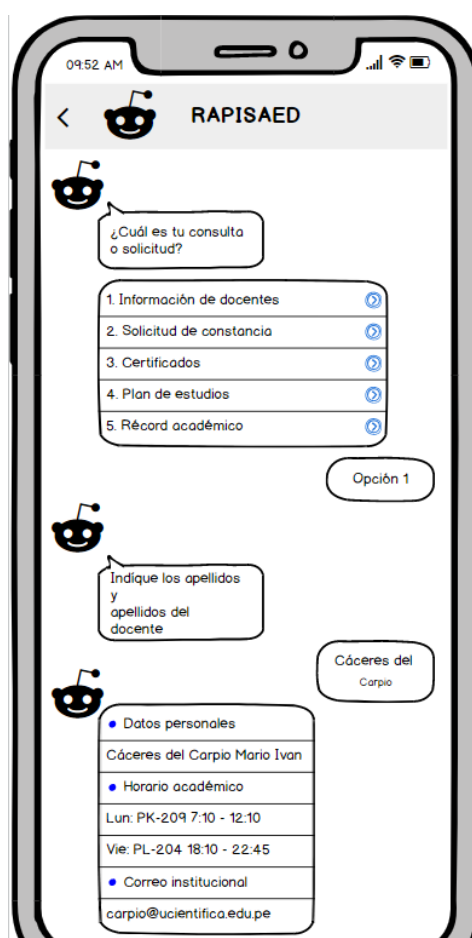 09:52 AM
RAPISAED
¿Cuál es tu consulta
o solicitud?
1. Información de docentes
2. Solicitud de constancia
3. Certificados
4. Plan de estudios
5. Récord académico
Opción 1
Indique los apellidos
y
apellidos del
docente
Cáceres del
Carpio
Datos personales
Cáceres del Carpio Mario Ivan
Horario académico
Lun: PK-209 7:10 - 12:10
Vie: PL-204 18:10 - 22:45
Correo institucional
carpio@ucientifica.edu.pe